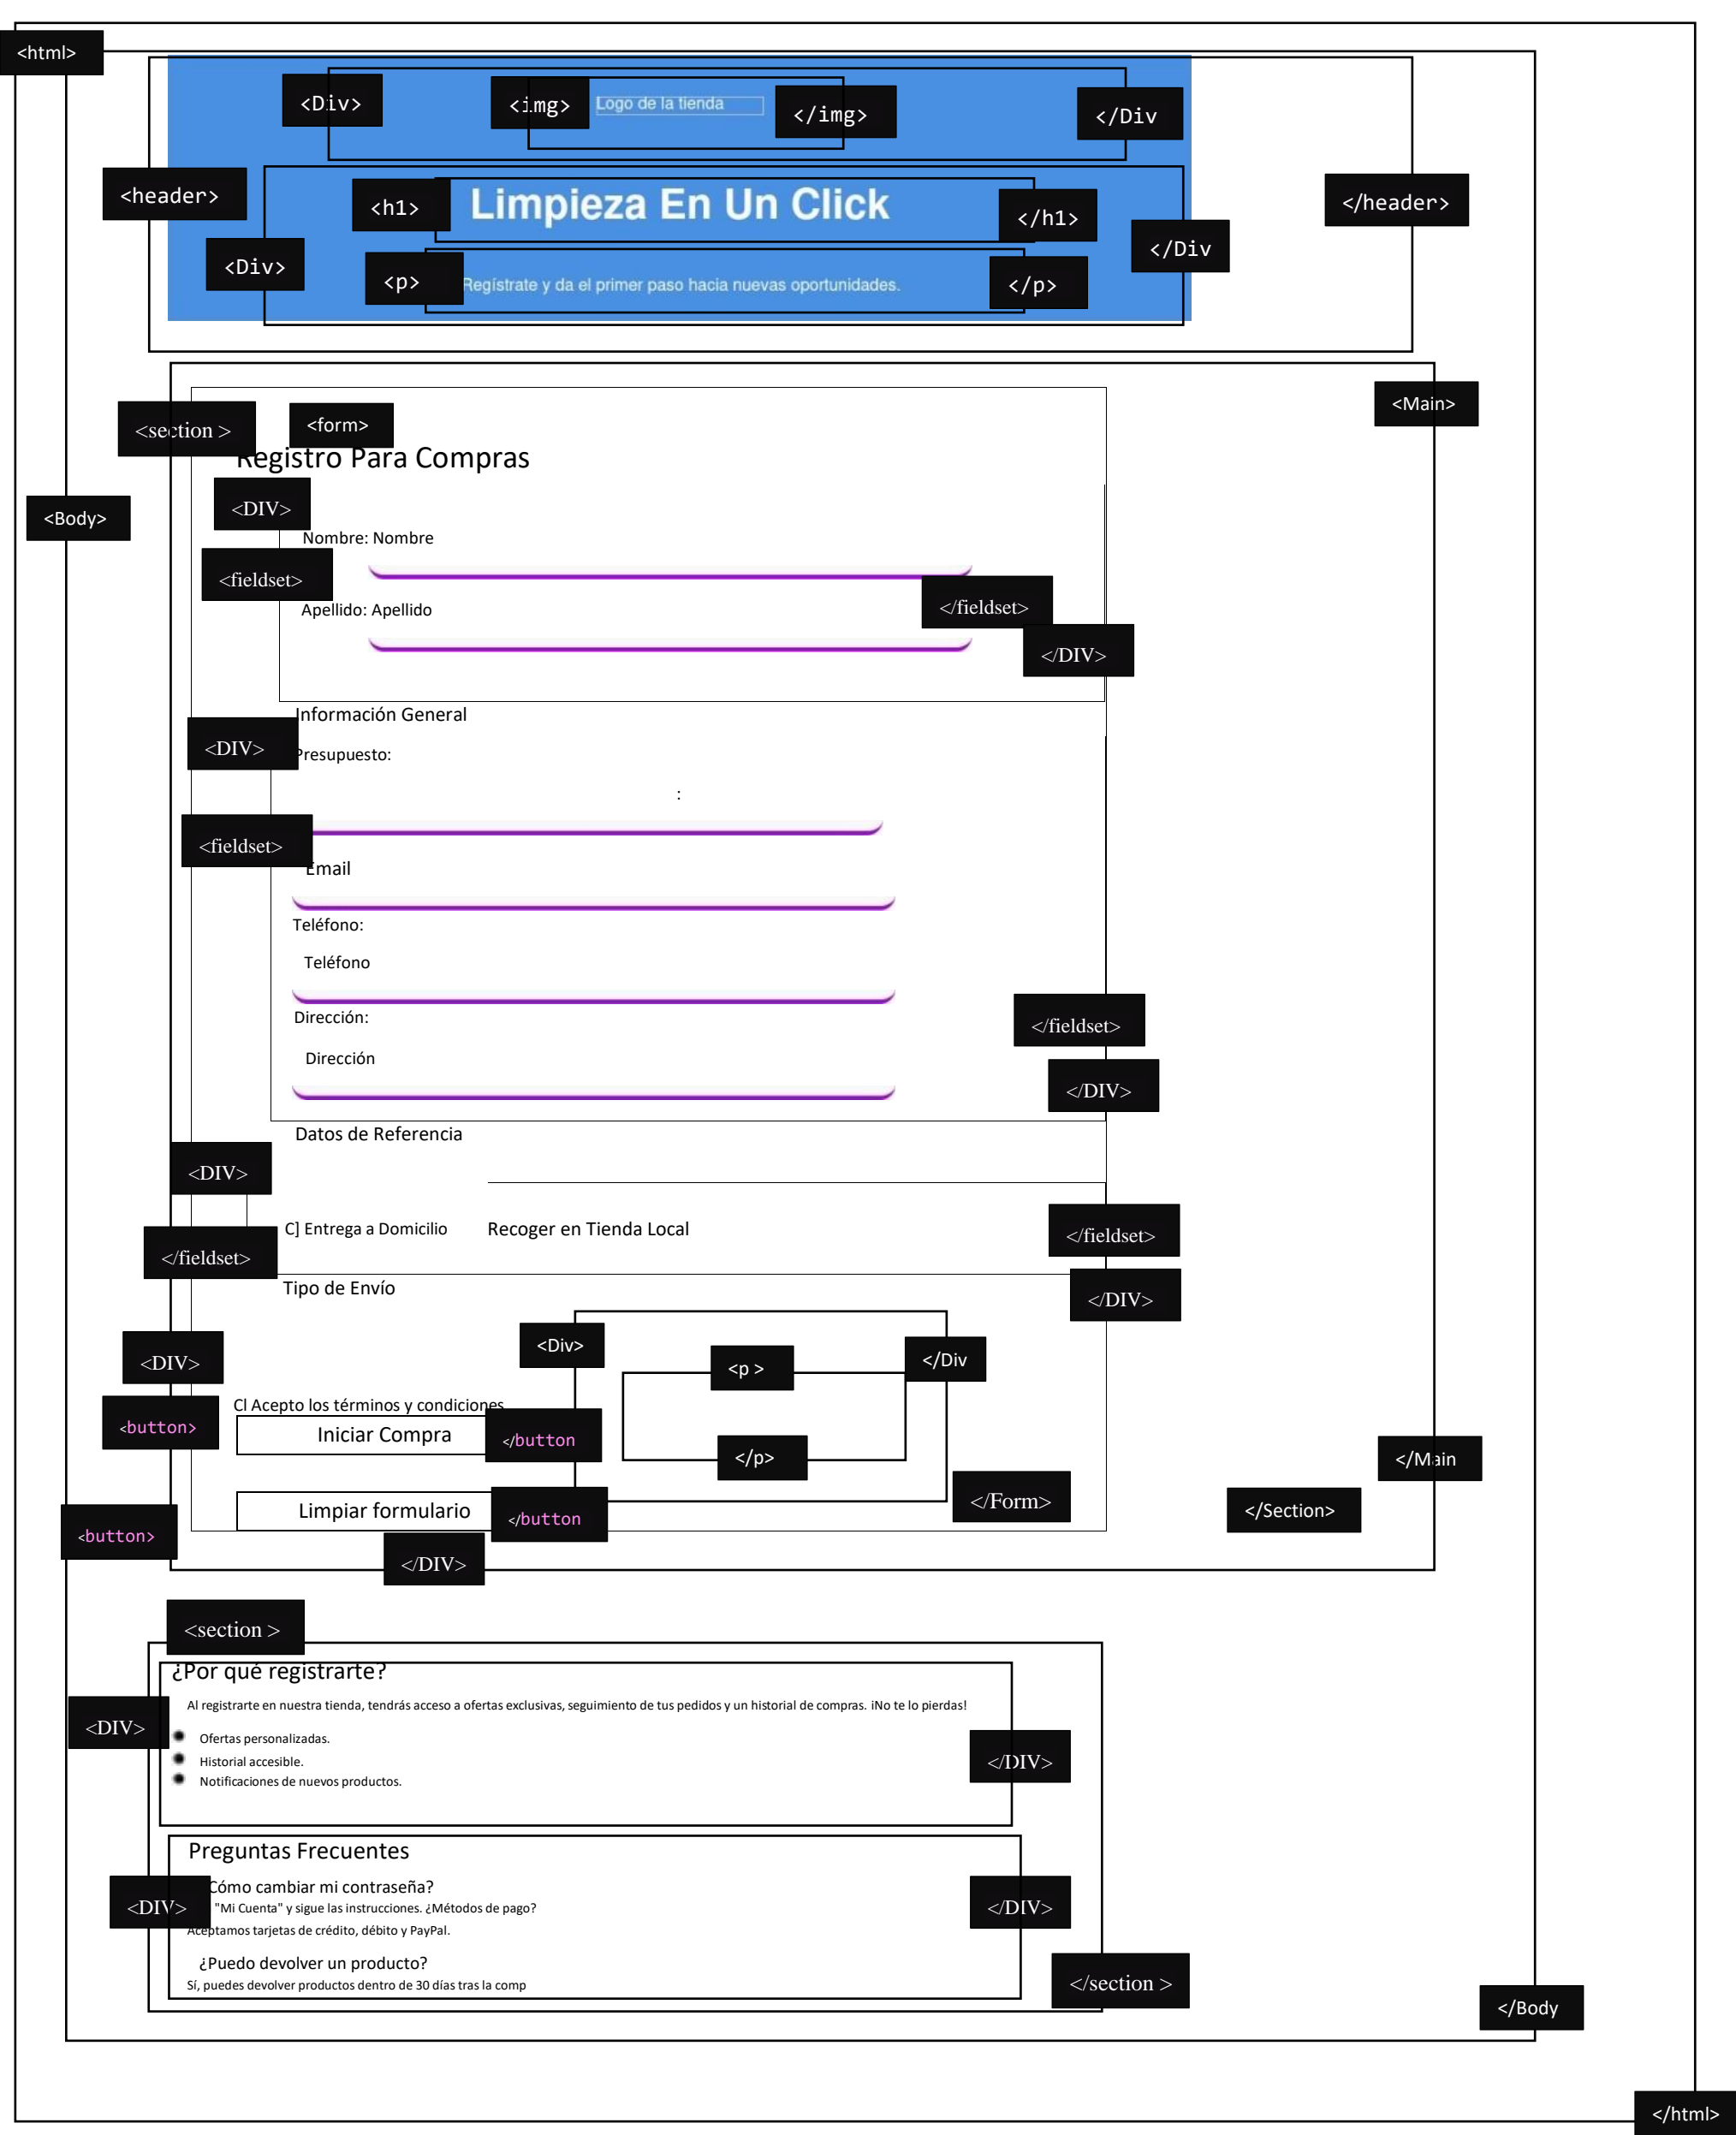 <html>
<Div> <img> Logo de la tienda </img> </Div
<header> <h1> Limpieza En Un Click </h1> </header>
<Div> <p> Regístrate y da el primer paso hacia nuevas oportunidades. </p> </Div
<Main>
<section > <form>
Registro Para Compras
<DIV>
<Body>
Nombre: Nombre
<fieldset>
Apellido: Apellido </fieldset>
</DIV>
Información General
<DIV> Presupuesto:
:
<fieldset>
Email
Teléfono:
Teléfono
Dirección: </fieldset>
Dirección
</DIV>
Datos de Referencia
<DIV>
C] Entrega a Domicilio Recoger en Tienda Local </fieldset>
</fieldset>
Tipo de Envío </DIV>
<Div>
<DIV> <p > </Div
Cl Acepto los términos y condiciones
<button> Iniciar Compra </button
</p> </Main
Limpiar formulario </button </Form> </Section>
<button>
</DIV>
<section >
¿Por qué registrarte?
Al registrarte en nuestra tienda, tendrás acceso a ofertas exclusivas, seguimiento de tus pedidos y un historial de compras. iNo te lo pierdas!
<DIV>
Ofertas personalizadas.
Historial accesible. </DIV>
Notificaciones de nuevos productos.
Preguntas Frecuentes
Cómo cambiar mi contraseña?
<DIV> "Mi Cuenta" y sigue las instrucciones. ¿Métodos de pago? </DIV>
Aceptamos tarjetas de crédito, débito y PayPal.
¿Puedo devolver un producto?
Sí, puedes devolver productos dentro de 30 días tras la comp </section >
</Body
</html>